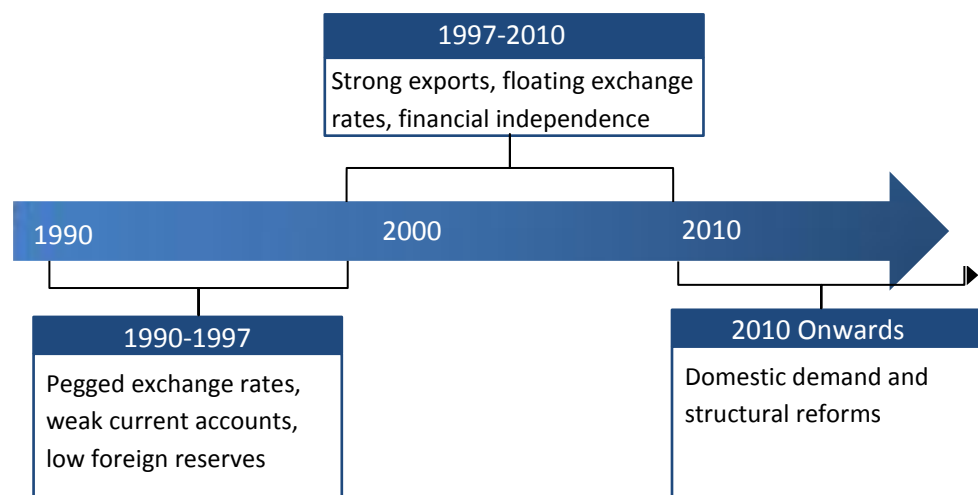 1997-2010
Strong exports, floating exchange
rates, financial independence
1990
2000
2010
1990-1997
Pegged exchange rates,
weak current accounts,
low foreign reserves
2010 Onwards
Domestic demand and
structural reforms